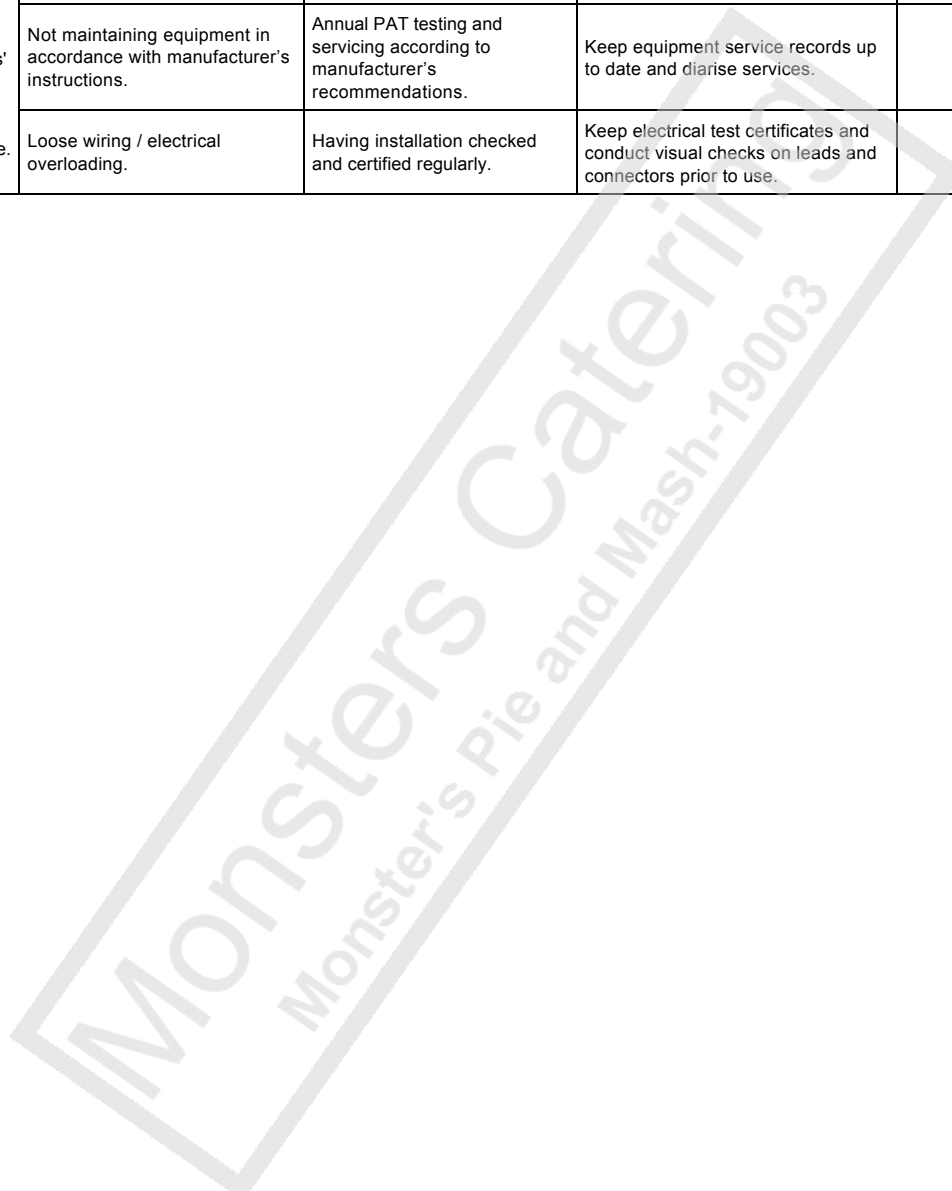 s'
Not maintaining equipment in
accordance with manufacturer's
instructions.
Annual PAT testing and
servicing according to
manufacturer's
recommendations.
Keep equipment service records up
to date and diarise services.
e.
Loose wiring / electrical
overloading.
Having installation checked
and certified regularly.
Keep electrical test certificates and
conduct visual checks on leads and
connectors prior to use.
Monsters Catering
Monster's Pie and Mash-19003